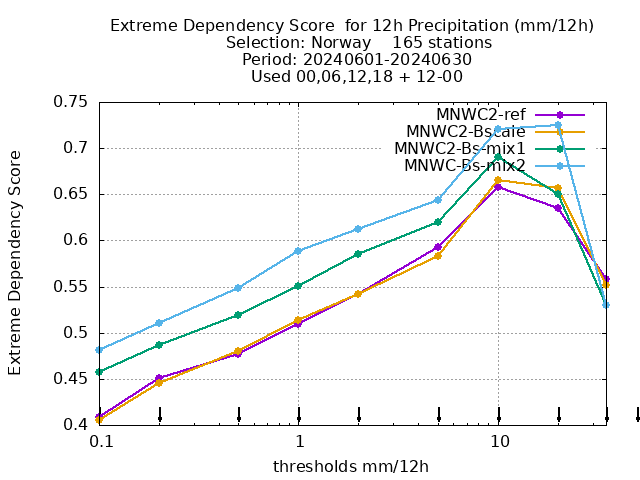 Extreme Dependency Score  for 12h Precipitation (mm/12h)
Selection: Norway    165 stations
Period: 20240601-20240630
Used 00,06,12,18 + 12-00
MNWC2-ref
MNWC2-Bscale
MNWC2-Bs-mix1
MNWC-Bs-mix2
Extreme Dependency Score
0.75
0.7
0.65
0.6
0.55
0.5
0.45
0.4
0.1
1
10
thresholds mm/12h